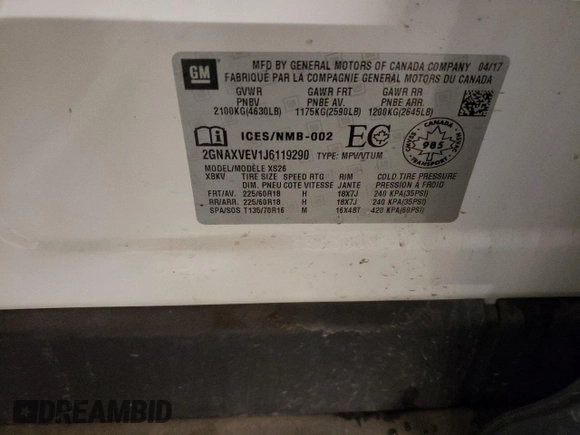 GM
MFD BY GENERAL MOTORS OF CANADA COMPANY 04/17
FABRIQUÉ PAR LA COMPAGNIE GENERAL MOTORS DU CANADA
GVWR GAWR FRT GAWR RR
PNBV PNBE AV. PNBE ARR.
2100KG(4630LB) 1175KG(2590LB) 1200KG(2645LB)
ICES/NMB-002 EC
CANADA 985 TRANSPORT
2GNAXVEV1J6119290 TYPE: MPV/VTUM
MODEL/MODÈLE XS26
XBKV TIRE SIZE SPEED RTG RIM COLD TIRE PRESSURE
DIM. PNEU COTE VITESSE JANTE PRESSION À FROID
FRT/AV. 225/60R18 H 18X7J 240 KPA(35PSI)
RR/ARR. 225/60R18 H 18X7J 240 KPA(35PSI)
SPA/SOS T135/70R16 M 16X4BT 420 KPA(60PSI)
DREAMBID